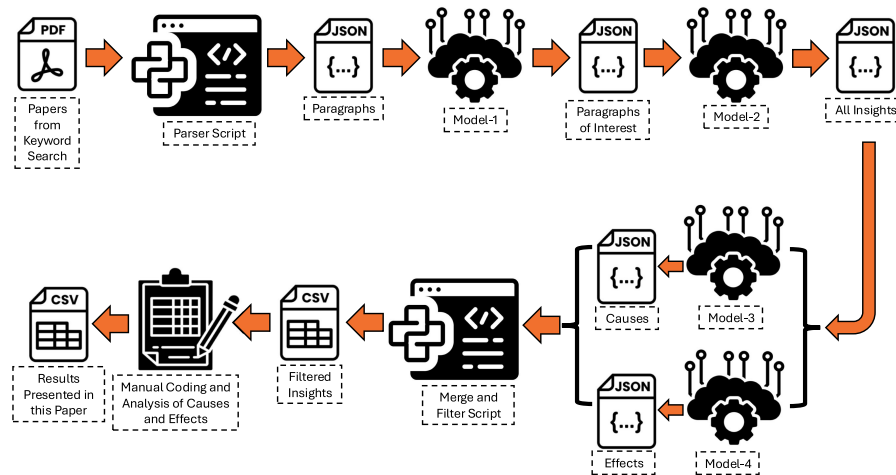 PDF
Papers
from
Keyword
Search
</>
Parser Script
JSON
{...}
Paragraphs
Model-1
JSON
{...}
Paragraphs
of Interest
Model-2
JSON
{...}
All Insights
JSON
{...}
Causes
Model-3
JSON
{...}
Effects
Model-4
</>
Merge and
Filter Script
CSV
Filtered
Insights
Manual Coding and
Analysis of Causes
and Effects
CSV
Results
Presented in
this Paper